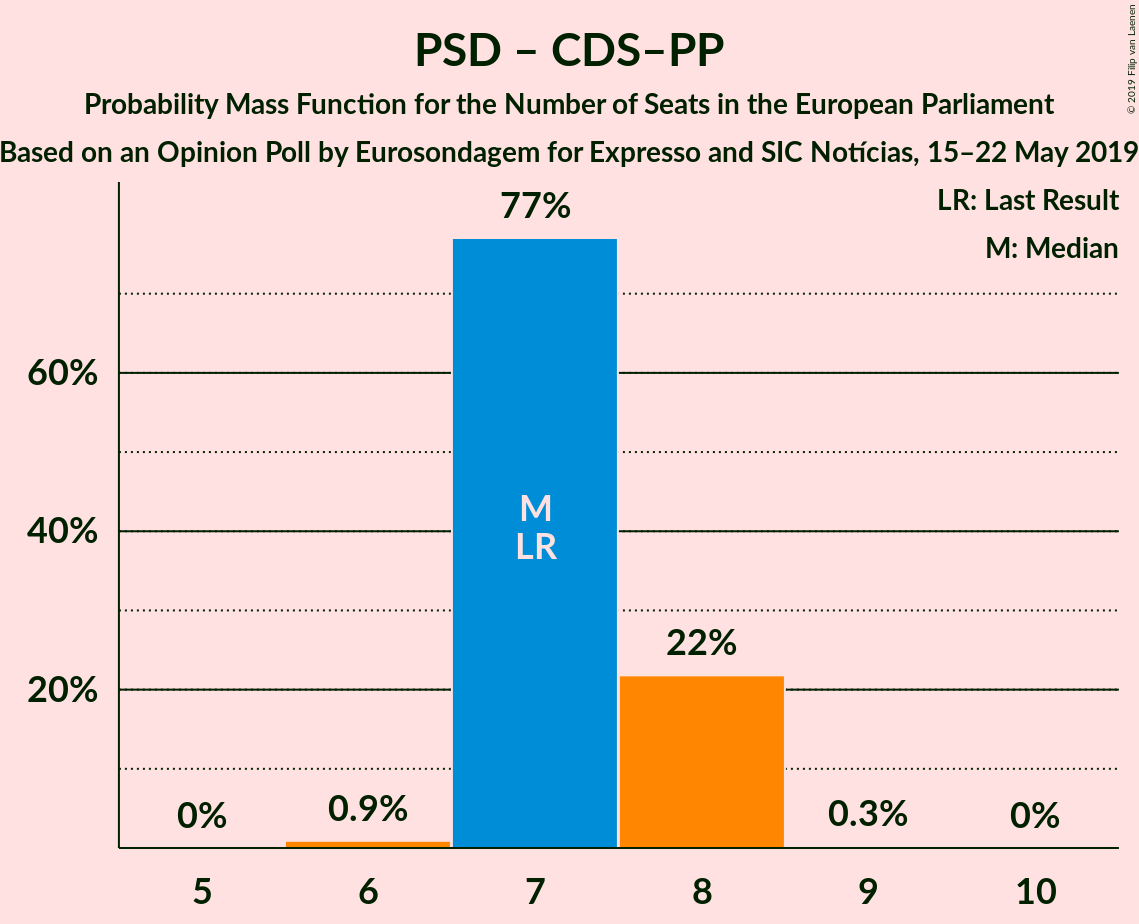 PSD – CDS–PP
Probability Mass Function for the Number of Seats in the European Parliament
Based on an Opinion Poll by Eurosondagem for Expresso and SIC Notícias, 15–22 May 2019
© 2019 Filip van Laenen
LR: Last Result
M: Median
77%
60%
M
40%
LR
22%
20%
0%
0.9%
0.3%
0%
5
6
7
8
9
10